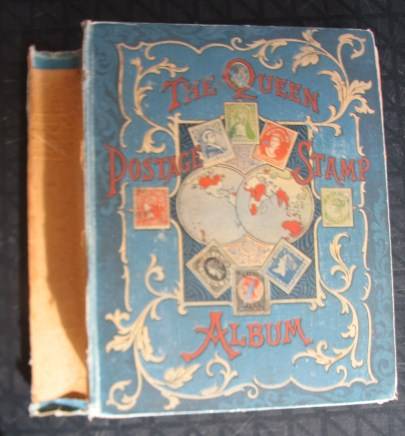 THE QUEEN
POSTAGE STAMP
ALBUM